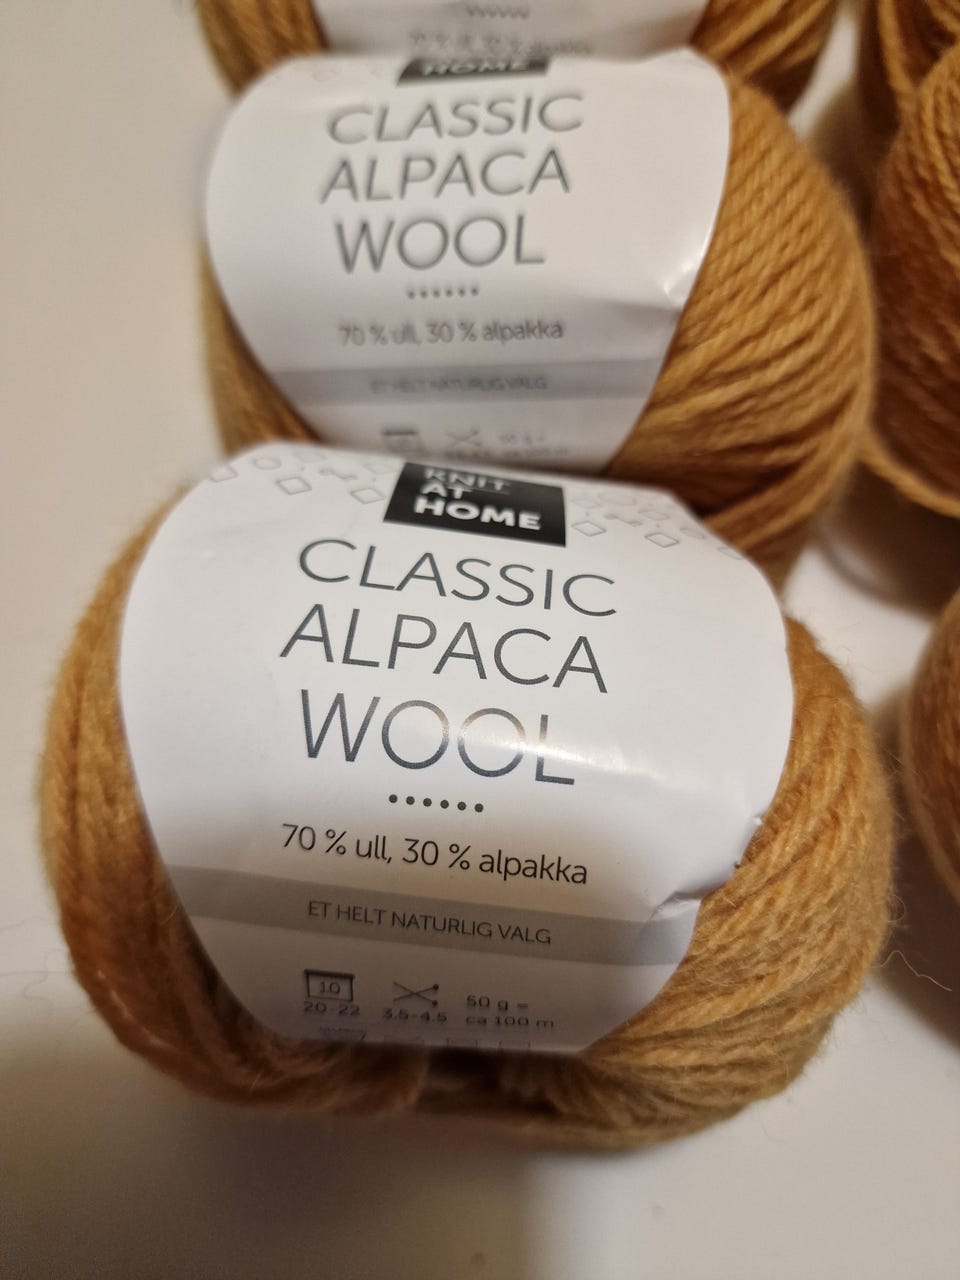 HOME
CLASSIC
ALPACA
WOOL
70 % ull, 30 % alpakka
ET HELT NATURLIG VALG
KNIT
AT
HOME
CLASSIC
ALPACA
WOOL
70 % ull, 30 % alpakka
ET HELT NATURLIG VALG
10
20-22
3.5-4.5
50 g =
ca 100 m